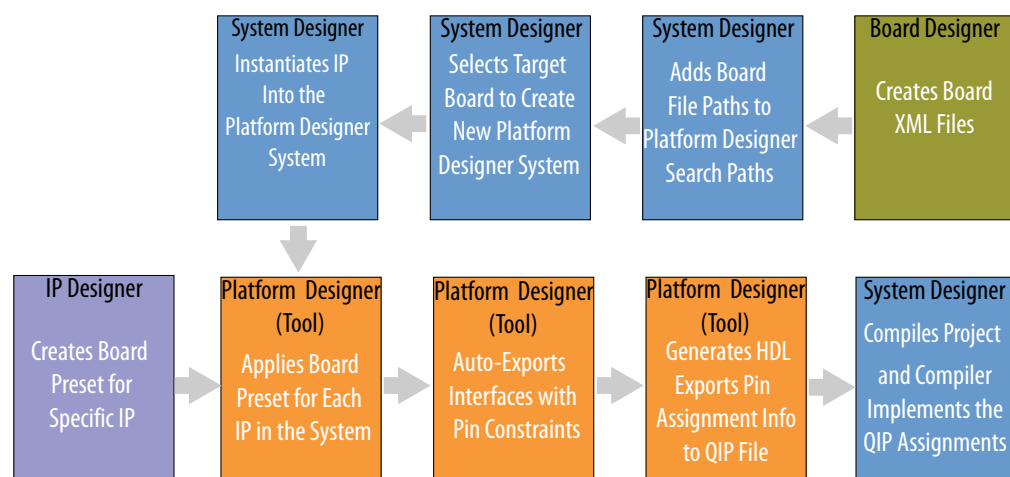 System Designer
Instantiates IP
Into the
Platform Designer
System
System Designer
Selects Target
Board to Create
New Platform
Designer System
System Designer
Adds Board
File Paths to
Platform Designer
Search Paths
Board Designer
Creates Board
XML Files
IP Designer
Creates Board
Preset for
Specific IP
Platform Designer
(Tool)
Applies Board
Preset for Each
IP in the System
Platform Designer
(Tool)
Auto-Exports
Interfaces with
Pin Constraints
Platform Designer
(Tool)
Generates HDL
Exports Pin
Assignment Info
to QIP File
System Designer
Compiles Project
and Compiler
Implements the
QIP Assignments